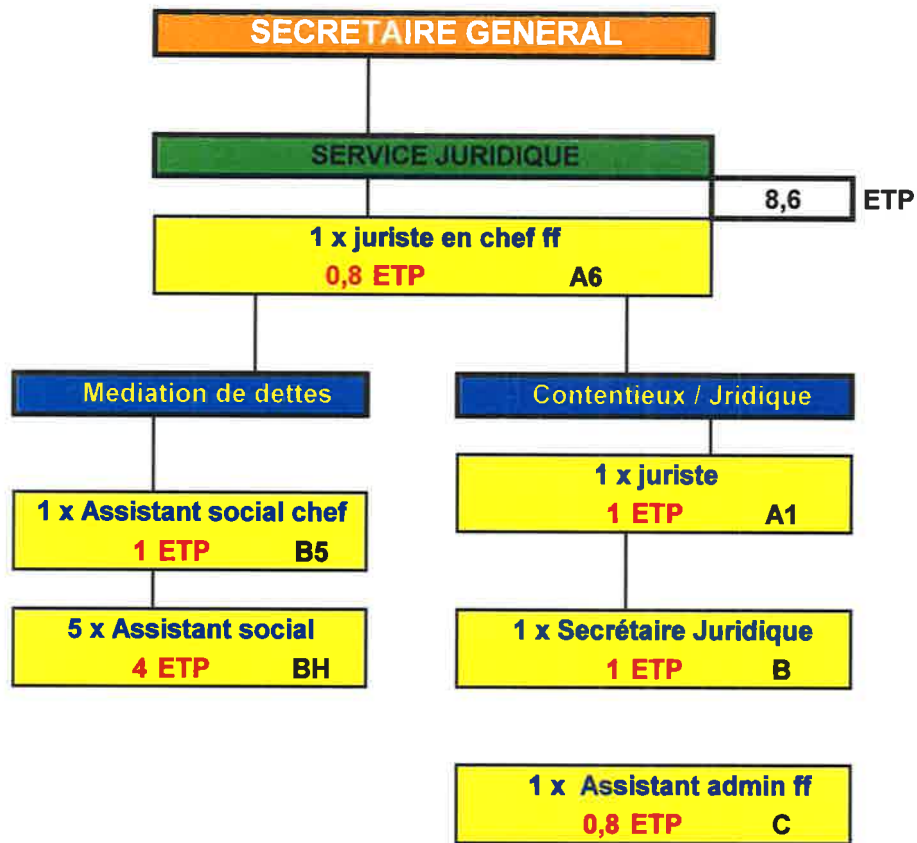 SECRETAIRE GENERAL
SERVICE JURIDIQUE
8,6 ETP
1 x juriste en chef ff
0,8 ETP A6
Mediation de dettes
1 x Assistant social chef
1 ETP B5
5 x Assistant social
4 ETP BH
Contentieux / Jridique
1 x juriste
1 ETP A1
1 x Secrétaire Juridique
1 ETP B
1 x Assistant admin ff
0,8 ETP C